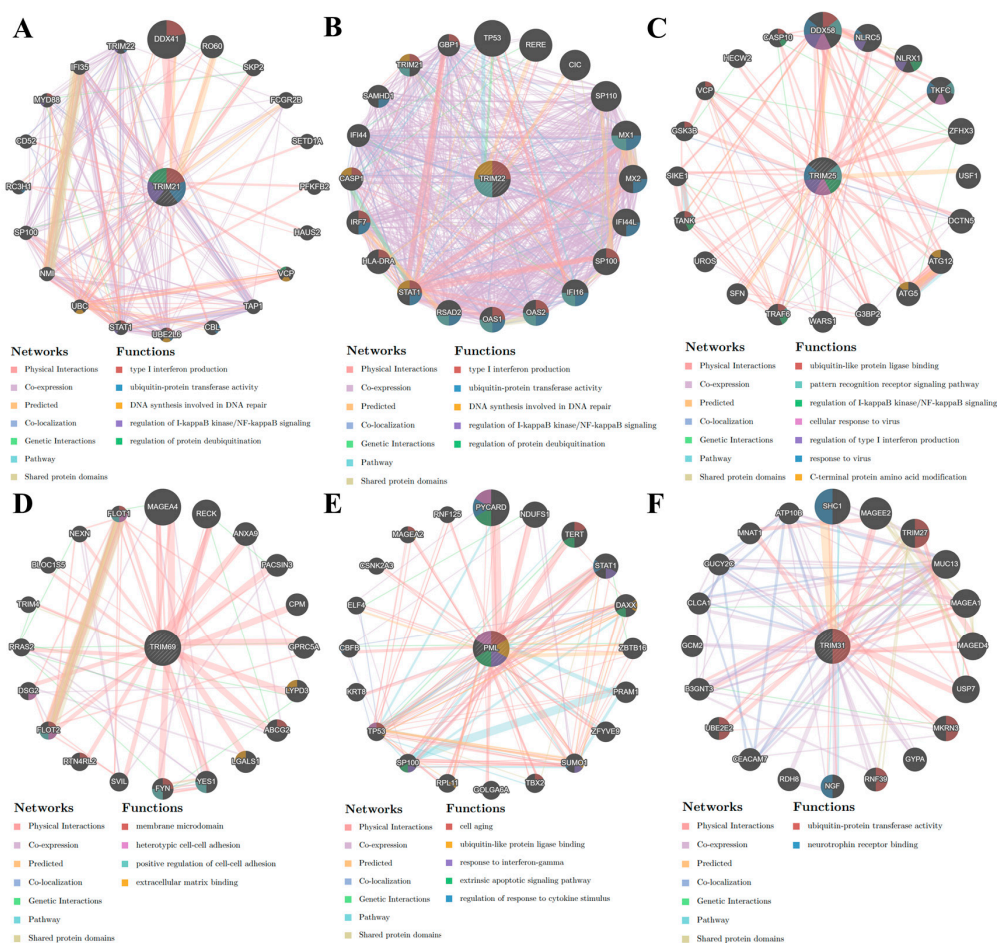 A
DDX41
RO60
SKP2
FCGR2B
SETD1A
PFKFB2
HAUS2
VCP
TAP1
CBL
UBE2L6
STAT1
UBC
NMI
SP100
RC3H1
CD52
MYD88
IFI35
TRIM22
TRIM21
Networks
Physical Interactions
Co-expression
Predicted
Co-localization
Genetic Interactions
Pathway
Shared protein domains
Functions
type I interferon production
ubiquitin-protein transferase activity
DNA synthesis involved in DNA repair
regulation of I-kappaB kinase/NF-kappaB signaling
regulation of protein deubiquitination
B
TP53
RERE
CIC
SP110
MX1
MX2
IFI44L
SP100
IFI16
OAS2
OAS1
RSAD2
STAT1
HLA-DRA
IRF7
CASP1
IFI44
SAMHD1
TRIM21
GBP1
TRIM22
Networks
Physical Interactions
Co-expression
Predicted
Co-localization
Genetic Interactions
Pathway
Shared protein domains
Functions
type I interferon production
ubiquitin-protein transferase activity
DNA synthesis involved in DNA repair
regulation of I-kappaB kinase/NF-kappaB signaling
regulation of protein deubiquitination
C
DDX58
NLRC5
NLRX1
TKFC
ZFHX3
USF1
DCTN5
ATG12
ATG5
G3BP2
WARS1
TRAF6
SFN
UROS
TANK
SIKE1
GSK3B
VCP
HECW2
CASP10
TRIM25
Networks
Physical Interactions
Co-expression
Predicted
Co-localization
Genetic Interactions
Pathway
Shared protein domains
Functions
ubiquitin-like protein ligase binding
pattern recognition receptor signaling pathway
regulation of I-kappaB kinase/NF-kappaB signaling
cellular response to virus
regulation of type I interferon production
response to virus
C-terminal protein amino acid modification
D
MAGEA4
RECK
ANXA9
PACSIN3
CPM
GPRC5A
LYPD3
ABCG2
LGALS1
YES1
FYN
SVIL
RTN4RL2
FLOT2
DSG2
RRAS2
TRIM4
BLOC1S5
NEXN
FLOT1
TRIM69
Networks
Physical Interactions
Co-expression
Predicted
Co-localization
Genetic Interactions
Pathway
Shared protein domains
Functions
membrane microdomain
heterotypic cell-cell adhesion
positive regulation of cell-cell adhesion
extracellular matrix binding
E
PYCARD
NDUFS1
TERT
STAT1
DAXX
ZBTB16
PRAM1
ZFYVE9
SUMO1
TBX2
GOLGA6A
RPL11
SP100
TP53
KRT8
CBFB
ELF4
CSNK2A3
MAGEA2
RNF125
PML
Networks
Physical Interactions
Co-expression
Predicted
Co-localization
Genetic Interactions
Pathway
Shared protein domains
Functions
cell aging
ubiquitin-like protein ligase binding
response to interferon-gamma
extrinsic apoptotic signaling pathway
regulation of response to cytokine stimulus
F
SHC1
MAGEE2
TRIM27
MUC13
MAGEA1
MAGED4
USP7
MKRN3
GYPA
RNF39
NGF
RDH8
CEACAM7
UBE2E2
B3GNT3
GCM2
CLCA1
GUCY2C
MNAT1
ATP10B
TRIM31
Networks
Physical Interactions
Co-expression
Predicted
Co-localization
Genetic Interactions
Pathway
Shared protein domains
Functions
ubiquitin-protein transferase activity
neurotrophin receptor binding